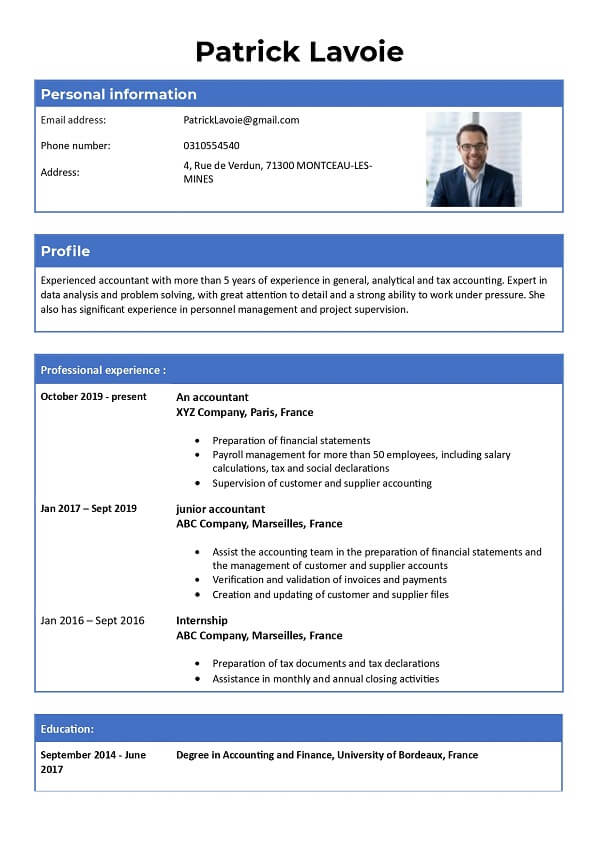 Patrick Lavoie
Personal information
Email address: PatrickLavoie@gmail.com
Phone number: 0310554540
Address: 4, Rue de Verdun, 71300 MONTCEAU-LES-
MINES
Profile
Experienced accountant with more than 5 years of experience in general, analytical and tax accounting. Expert in
data analysis and problem solving, with great attention to detail and a strong ability to work under pressure. She
also has significant experience in personnel management and project supervision.
Professional experience :
October 2019 - present An accountant
XYZ Company, Paris, France
• Preparation of financial statements
• Payroll management for more than 50 employees, including salary
calculations, tax and social declarations
• Supervision of customer and supplier accounting
Jan 2017 – Sept 2019 junior accountant
ABC Company, Marseilles, France
• Assist the accounting team in the preparation of financial statements and
the management of customer and supplier accounts
• Verification and validation of invoices and payments
• Creation and updating of customer and supplier files
Jan 2016 – Sept 2016 Internship
ABC Company, Marseilles, France
• Preparation of tax documents and tax declarations
• Assistance in monthly and annual closing activities
Education:
September 2014 - June Degree in Accounting and Finance, University of Bordeaux, France
2017